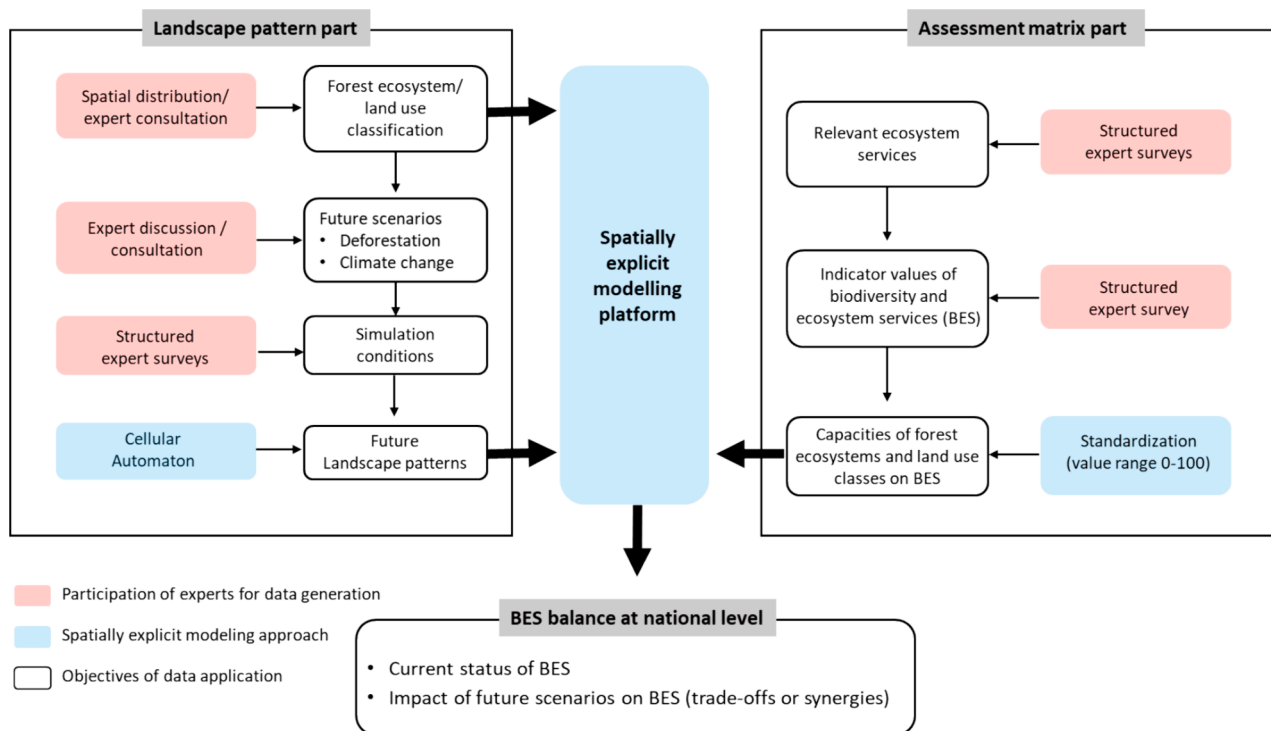 Landscape pattern part
Spatial distribution/
expert consultation
Forest ecosystem/
land use
classification
Expert discussion /
consultation
Future scenarios
• Deforestation
• Climate change
Structured
expert surveys
Simulation
conditions
Cellular
Automaton
Future
Landscape patterns
Spatially
explicit
modelling
platform
Assessment matrix part
Relevant ecosystem
services
Structured
expert surveys
Indicator values of
biodiversity and
ecosystem services (BES)
Structured
expert survey
Capacities of forest
ecosystems and land use
classes on BES
Standardization
(value range 0-100)
Participation of experts for data generation
Spatially explicit modeling approach
Objectives of data application
BES balance at national level
• Current status of BES
• Impact of future scenarios on BES (trade-offs or synergies)